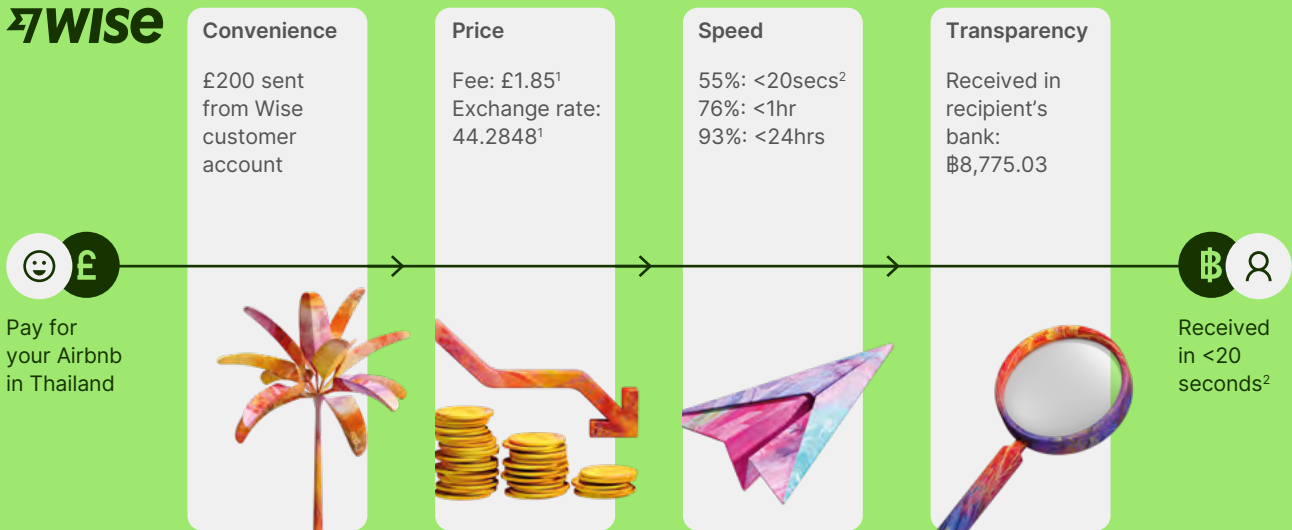 wise
Convenience
£200 sent
from Wise
customer
account
Price
Fee: £1.85¹
Exchange rate:
44.2848¹
Speed
55%: <20secs²
76%: <1hr
93%: <24hrs
Transparency
Received in
recipient’s
bank:
฿8,775.03
£
Pay for
your Airbnb
in Thailand
฿
Received
in <20
seconds²